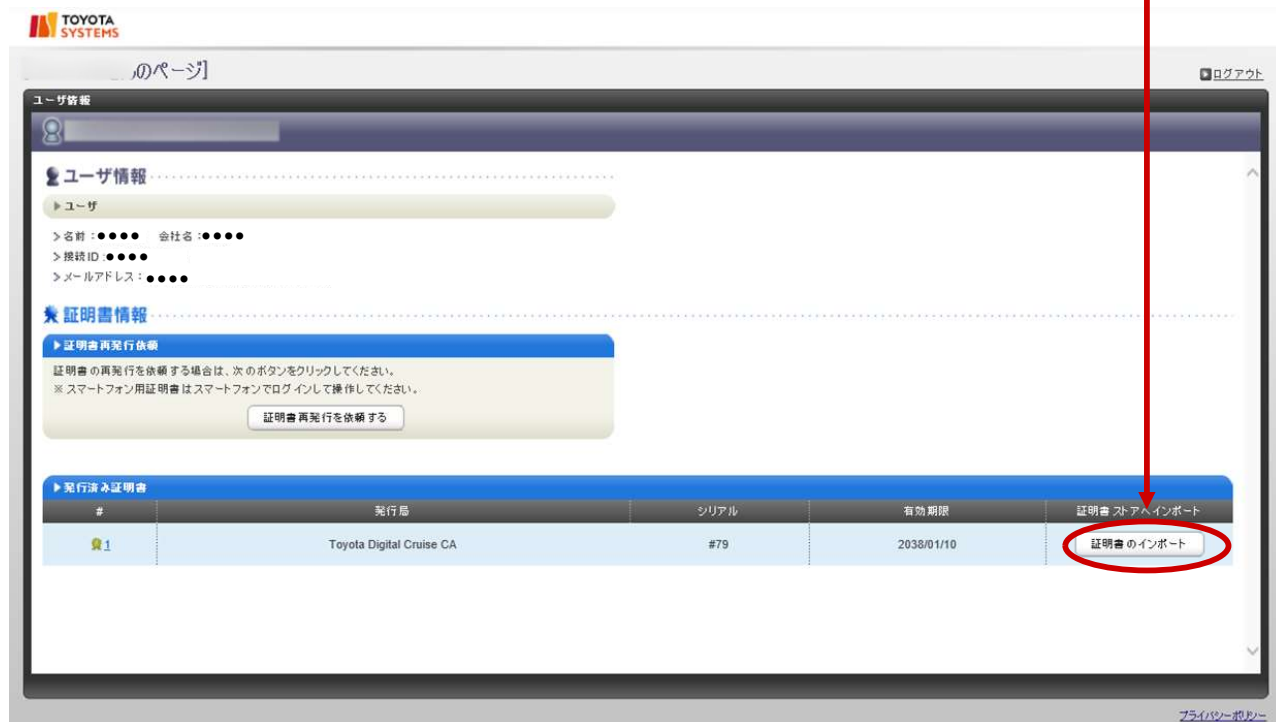 TOYOTA
SYSTEMS
のページ]
ログアウト
ユーザ情報
ユーザ情報
ユーザ
>名前:●●●● 会社名:●●●●
>接続ID:●●●●
>メールアドレス:●●●●
証明書情報
証明書再発行依頼
証明書の再発行を依頼する場合は、次のボタンをクリックしてください。
※スマートフォン用証明書はスマートフォンでログインして操作してください。
証明書再発行を依頼する
発行済み証明書
# 発行局 シリアル 有効期限 証明書ストアへインポート
1 Toyota Digital Cruise CA #79 2038/01/10 証明書のインポート
プライバシーポリシー